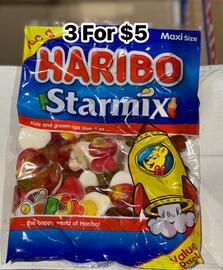 3 For $5
Maxi Size
HARIBO
Starmix
Kids and grown-ups love it so
...the happy world of Haribo!
Value